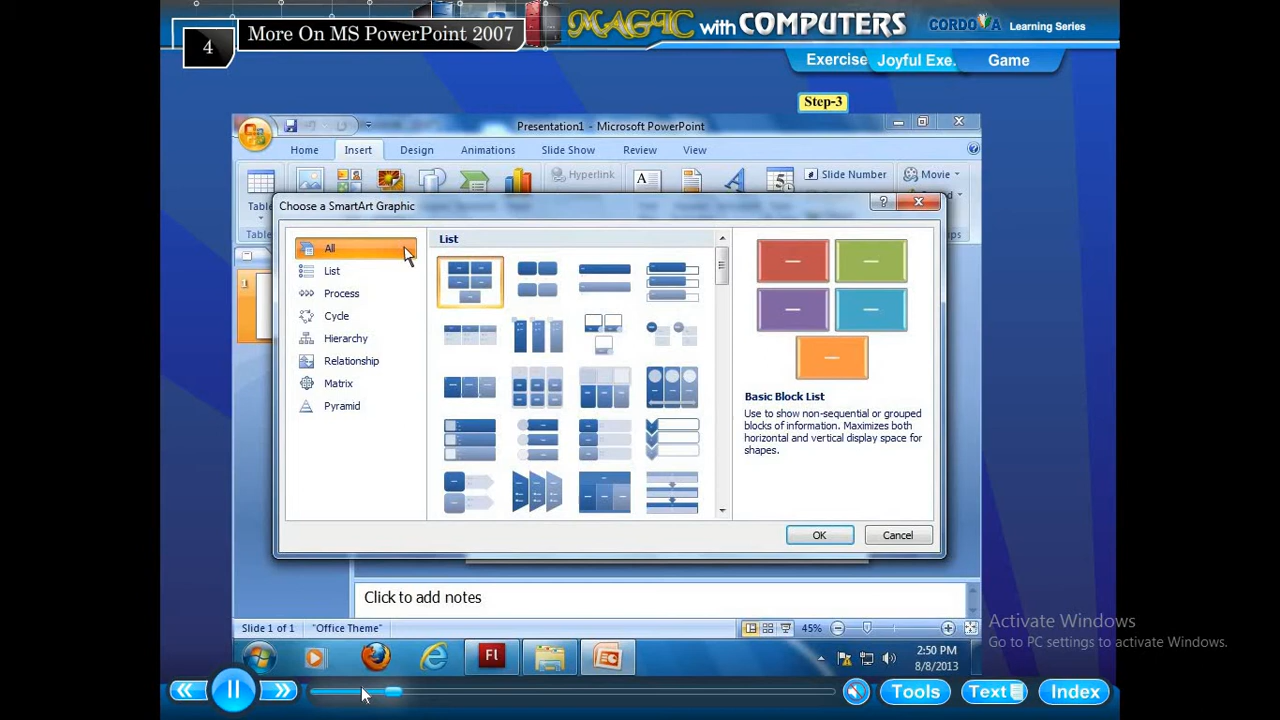 4
More On MS PowerPoint 2007
MAGIC with COMPUTERS
CORDOVA Learning Series
Exercise
Joyful Exe.
Game
Step-3
Presentation1 - Microsoft PowerPoint
Home
Insert
Design
Animations
Slide Show
Review
View
Table
Hyperlink
A
A
5
Slide Number
Movie
Tables
Choose a SmartArt Graphic
?
All
List
Process
Cycle
Hierarchy
Relationship
Matrix
Pyramid
List
Basic Block List
Use to show non-sequential or grouped
blocks of information. Maximizes both
horizontal and vertical display space for
shapes.
OK
Cancel
1
Click to add notes
Slide 1 of 1
"Office Theme"
45%
Activate Windows
Go to PC settings to activate Windows.
Fl
2:50 PM
8/8/2013
Tools
Text
Index